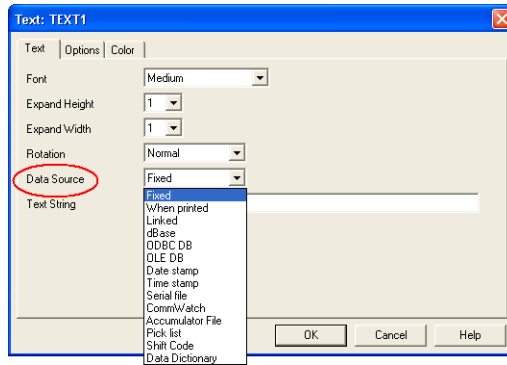 Text: TEXT1
Text Options Color
Font Medium
Expand Height 1
Expand Width 1
Rotation Normal
Data Source Fixed
Text String
Fixed
When printed
Linked
dBase
ODBC DB
OLE DB
Date stamp
Time stamp
Serial file
CommWatch
Accumulator File
Pick list
Shift Code
Data Dictionary
OK Cancel Help